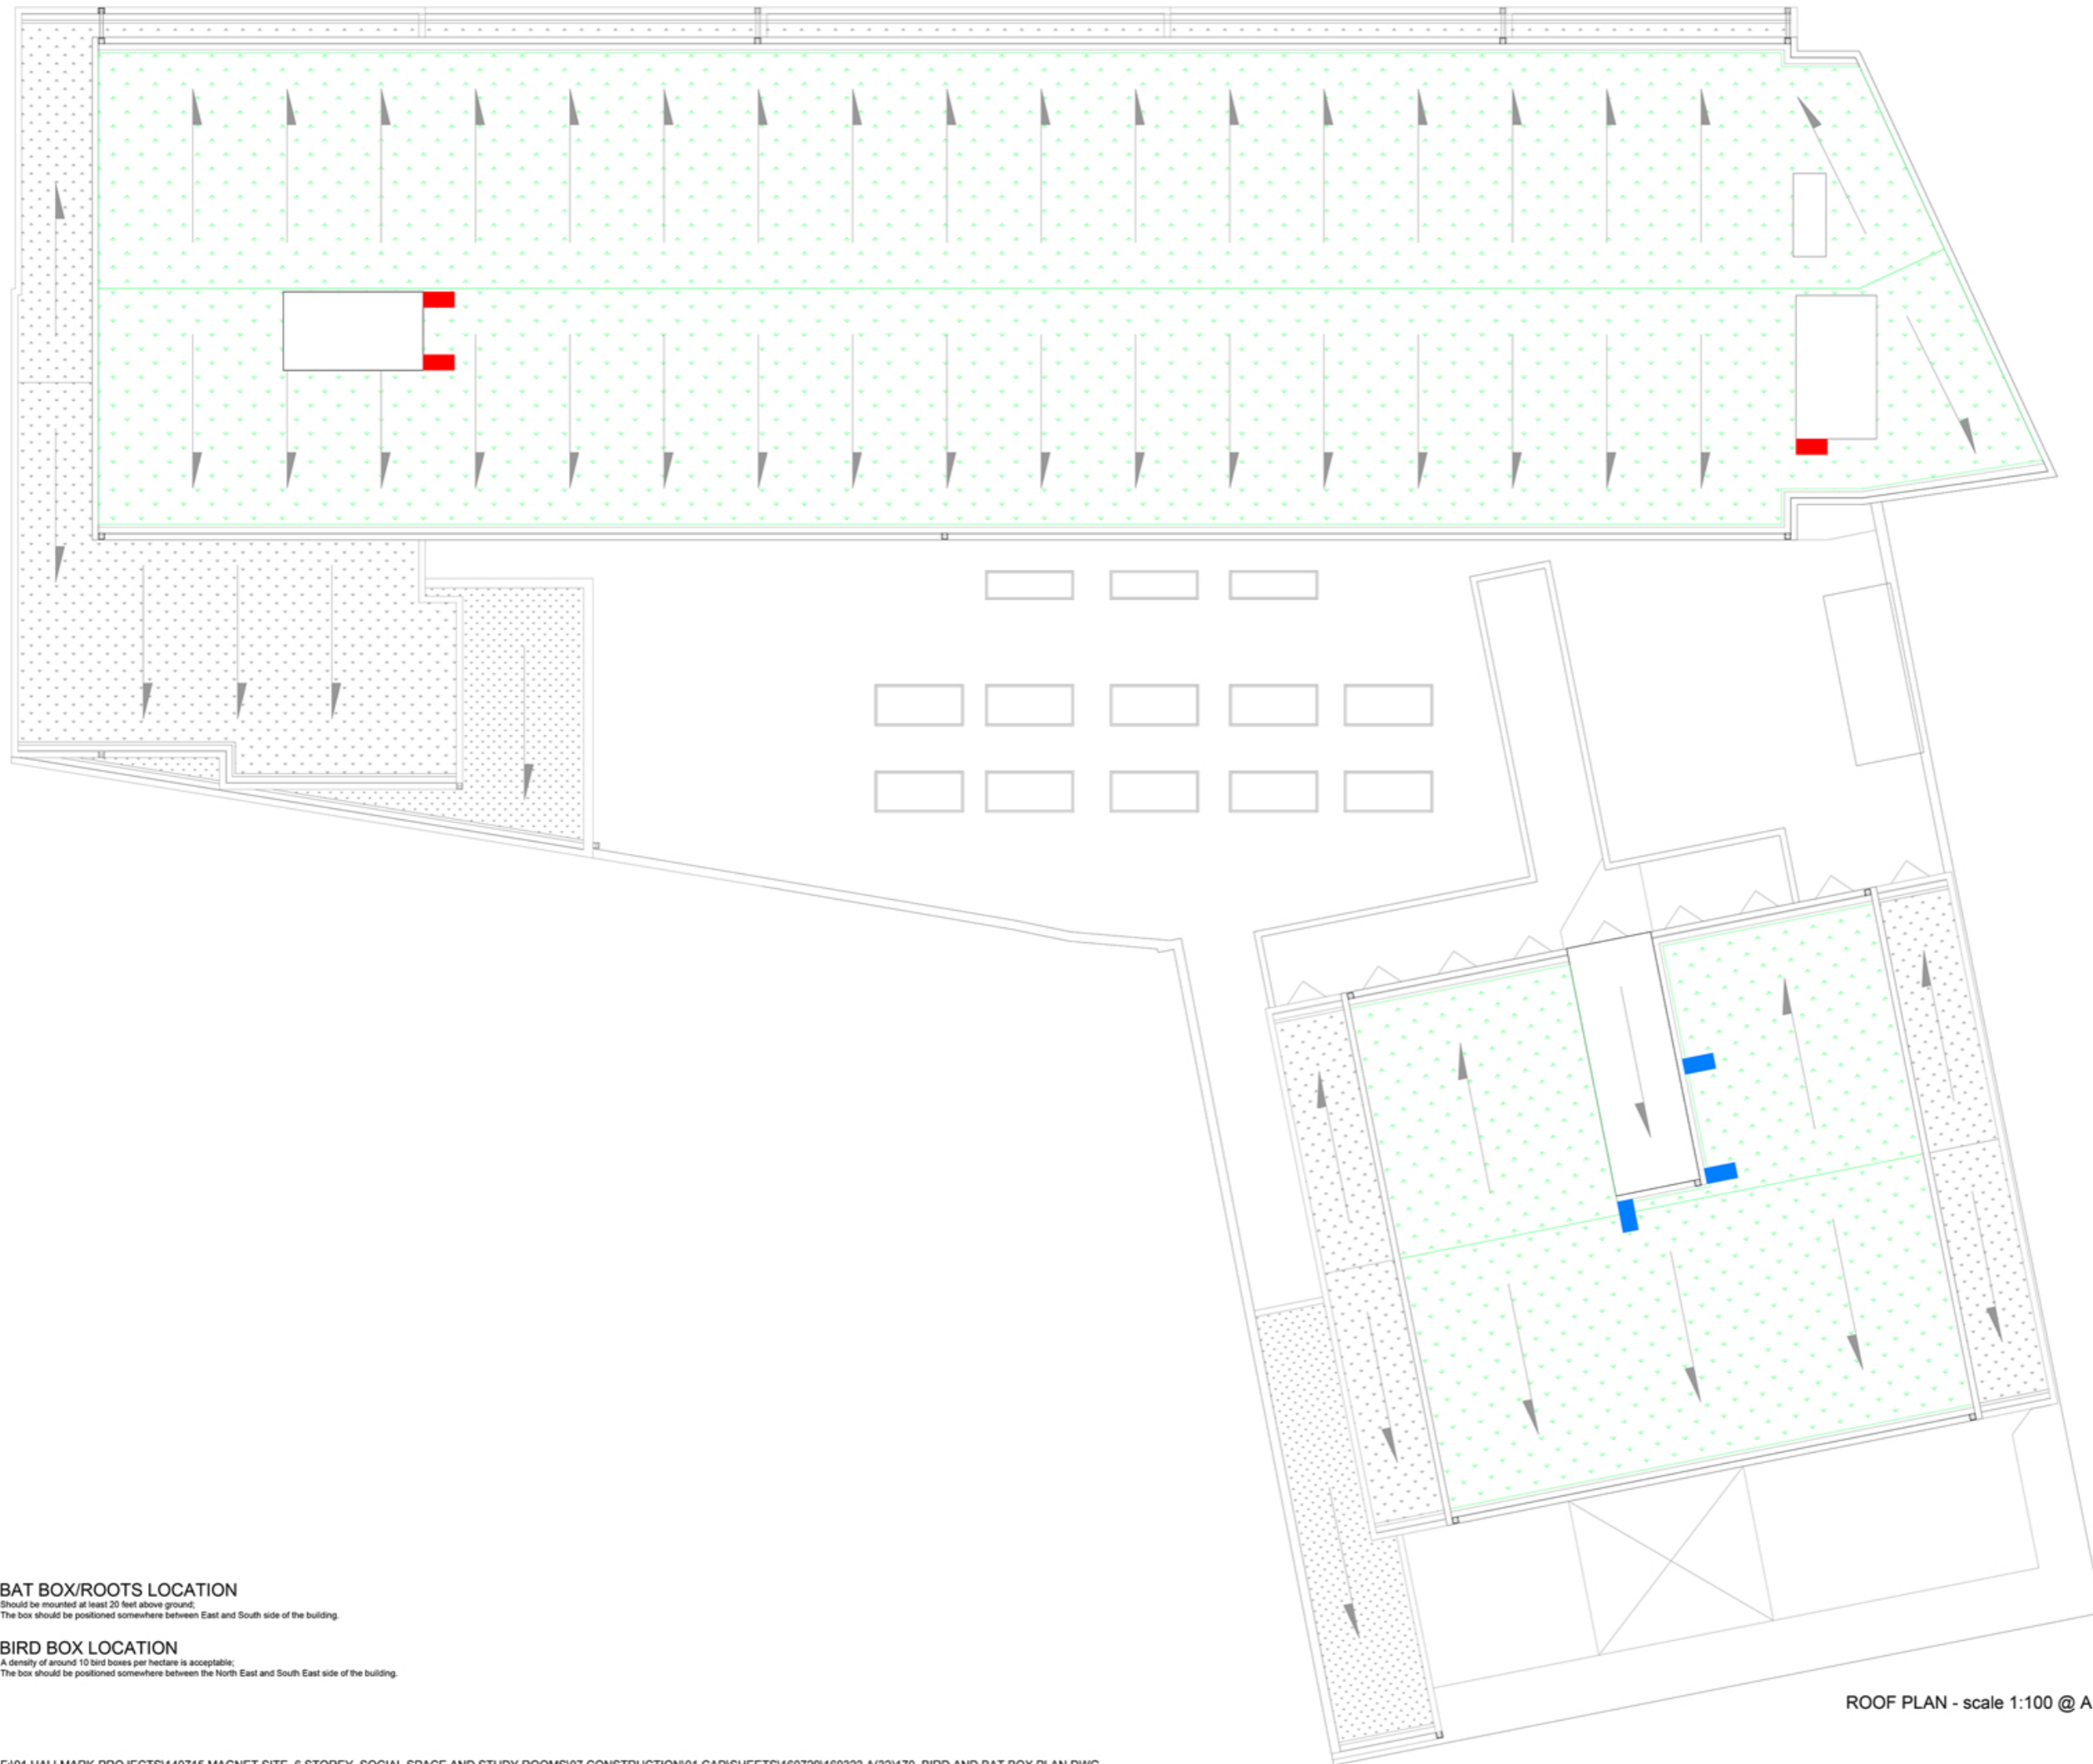 BAT BOX/ROOTS LOCATION
Should be mounted at least 20 feet above ground;
The box should be positioned somewhere between East and South side of the building.
BIRD BOX LOCATION
A density of around 10 bird boxes per hectare is acceptable;
The box should be positioned somewhere between the North East and South East side of the building.
ROOF PLAN - scale 1:100 @ A